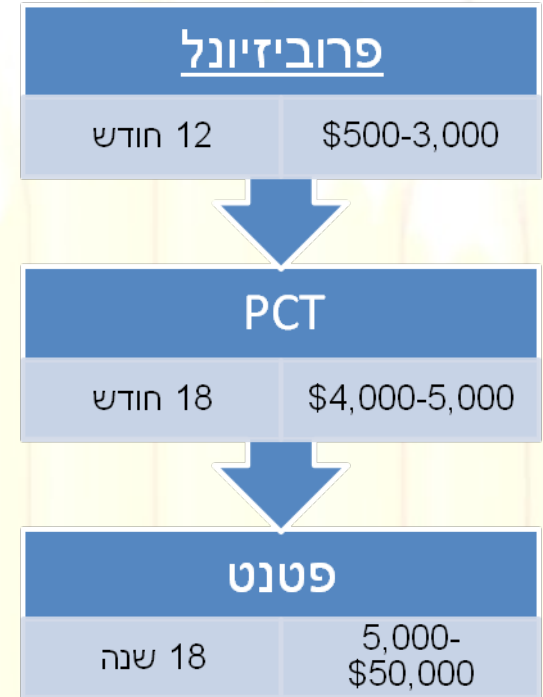 פרוביזיונל
$500-3,000
12 חודש
PCT
$4,000-5,000
18 חודש
פטנט
5,000-
$50,000
18 שנה